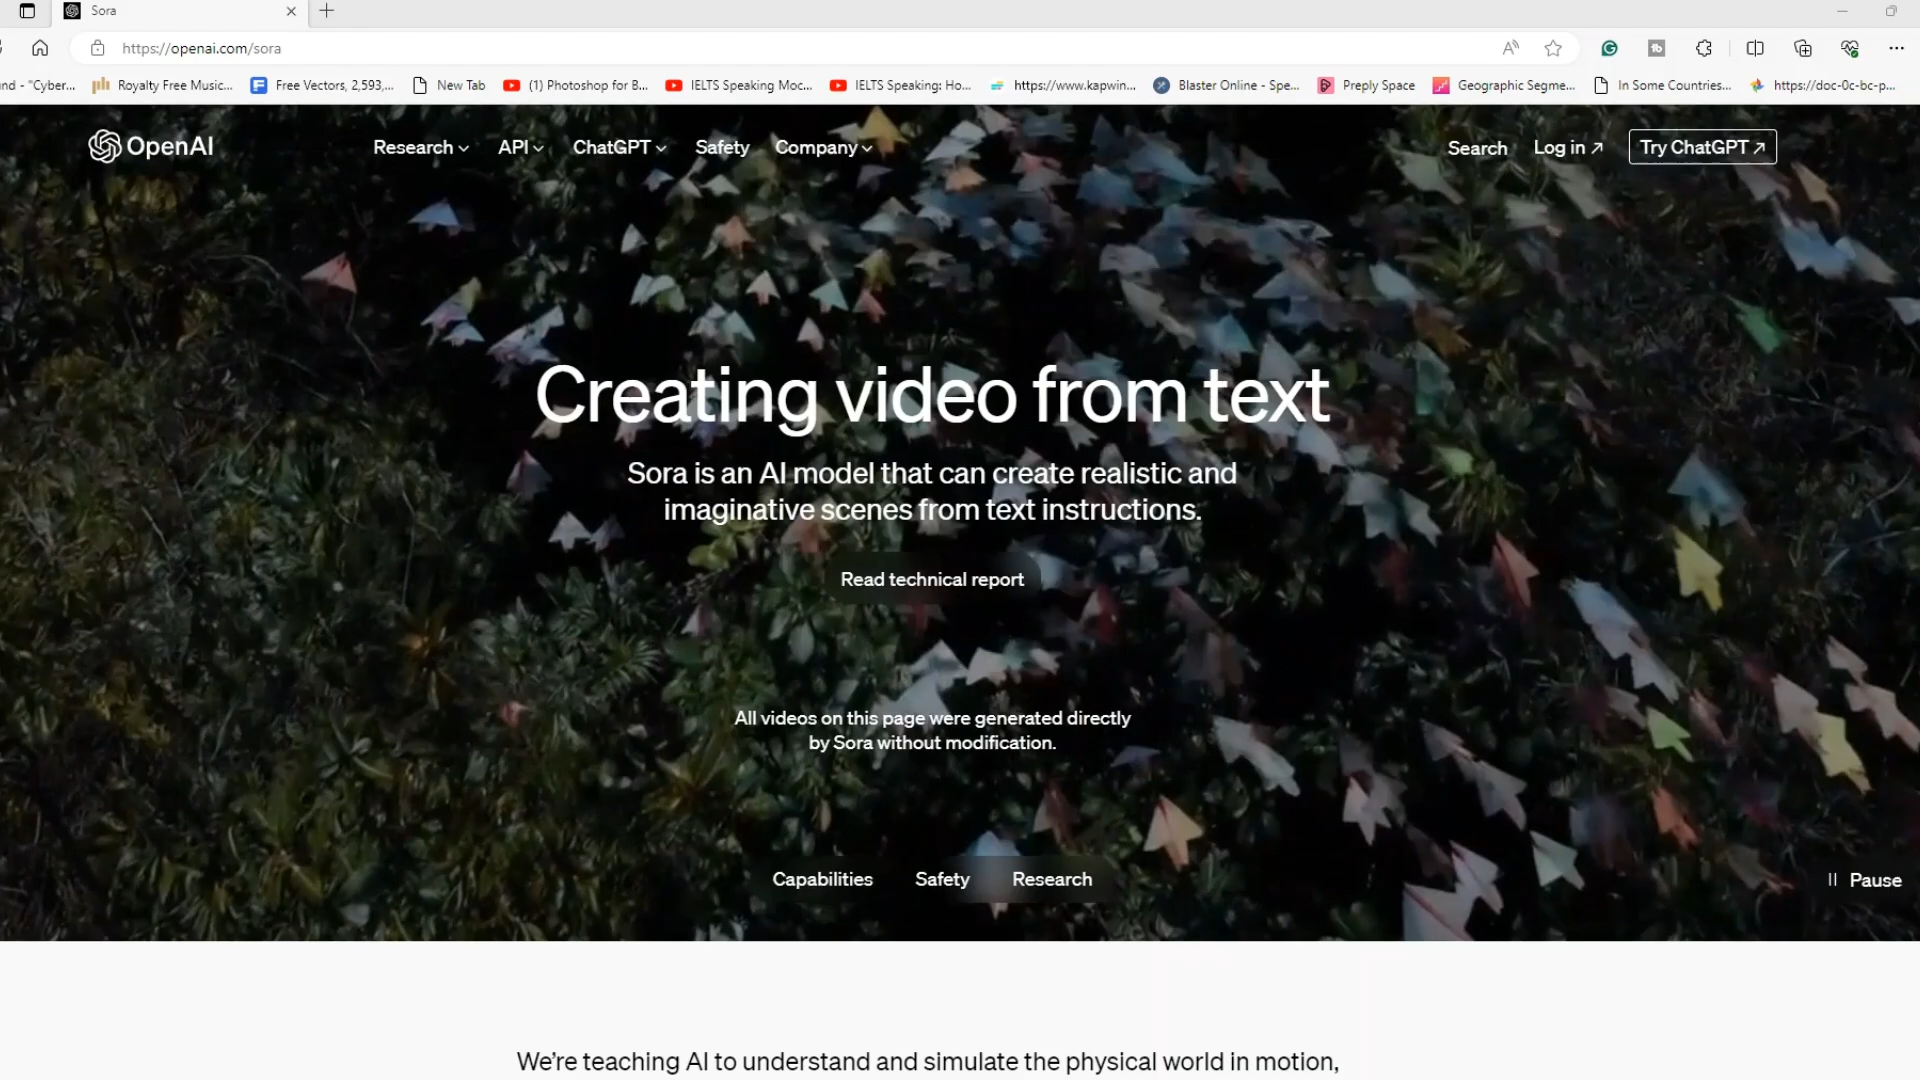 Sora
https://openai.com/sora
nd - "Cyber...
Royalty Free Music...
Free Vectors, 2,593,...
New Tab
(1) Photoshop for B...
IELTS Speaking Moc...
IELTS Speaking: Ho...
https://www.kapwin...
Blaster Online - Spe...
Preply Space
Geographic Segme...
In Some Countries...
https://doc-0c-bc-p...
OpenAI
Research
API
ChatGPT
Safety
Company
Search
Log in ↗
Try ChatGPT ↗
Creating video from text
Sora is an AI model that can create realistic and
imaginative scenes from text instructions.
Read technical report
All videos on this page were generated directly
by Sora without modification.
Capabilities
Safety
Research
Pause
We’re teaching AI to understand and simulate the physical world in motion,